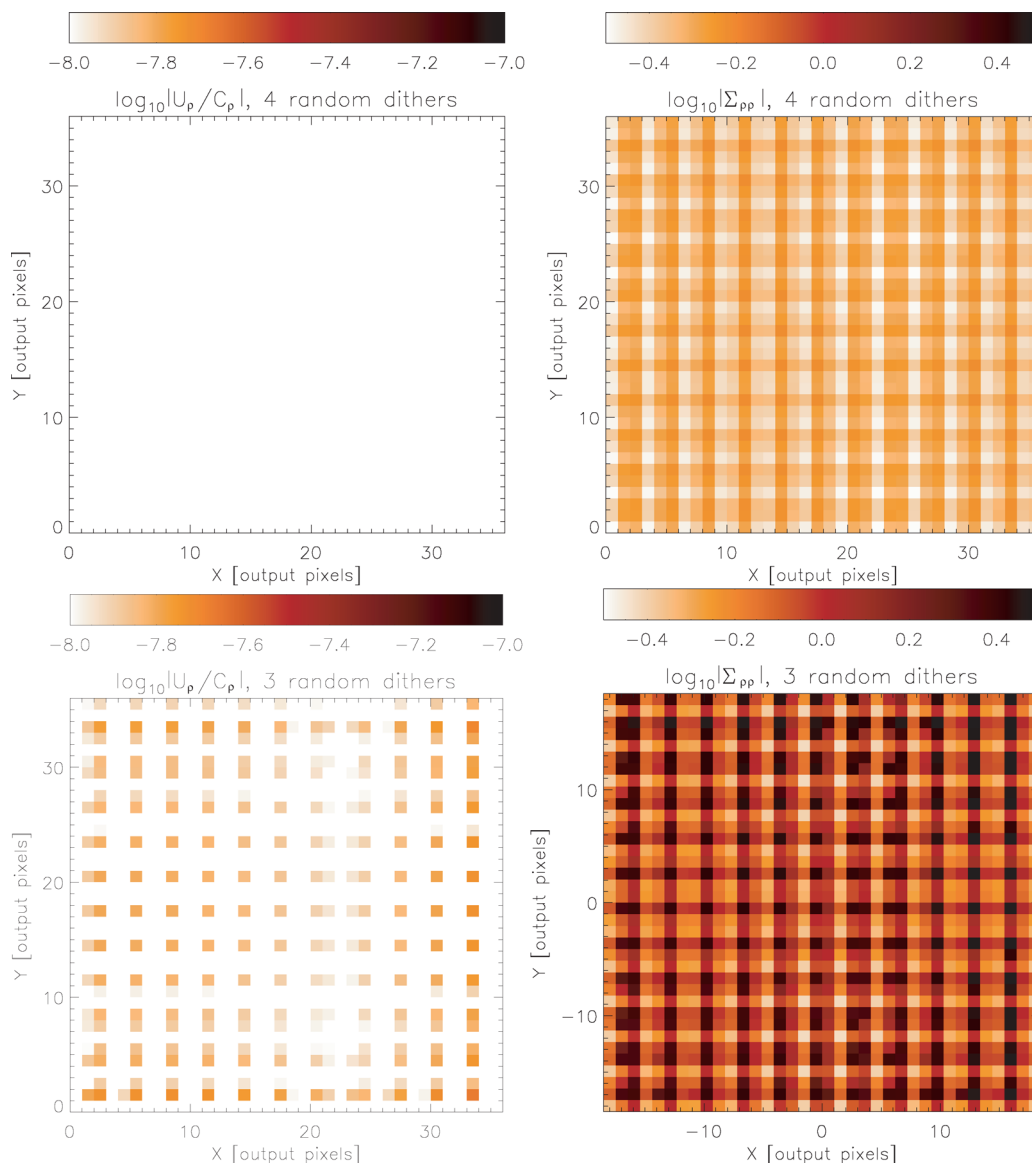 −8.0 −7.8 −7.6 −7.4 −7.2 −7.0
log₁₀|Uρ/Cρ|, 4 random dithers
30
20
10
0
Y [output pixels]
0 10 20 30
X [output pixels]
−0.4 −0.2 0.0 0.2 0.4
log₁₀|Σρρ|, 4 random dithers
30
20
10
0
Y [output pixels]
0 10 20 30
X [output pixels]
−8.0 −7.8 −7.6 −7.4 −7.2 −7.0
log₁₀|Uρ/Cρ|, 3 random dithers
30
20
10
0
Y [output pixels]
0 10 20 30
X [output pixels]
−0.4 −0.2 0.0 0.2 0.4
log₁₀|Σρρ|, 3 random dithers
10
0
−10
Y [output pixels]
−10 0 10
X [output pixels]